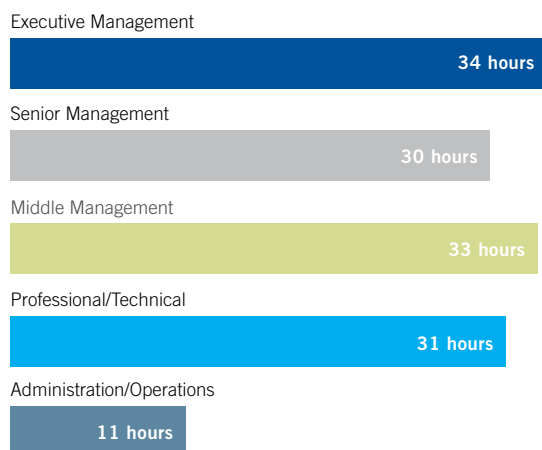 Executive Management
34 hours
Senior Management
30 hours
Middle Management
33 hours
Professional/Technical
31 hours
Administration/Operations
11 hours